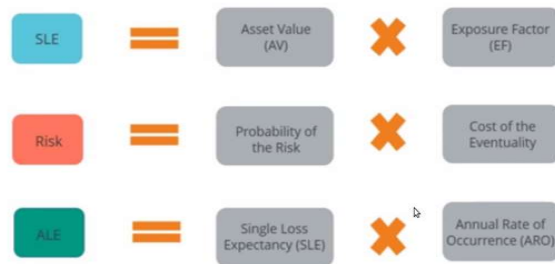 SLE
Asset Value
(AV)
Exposure Factor
(EF)
Risk
Probability of
the Risk
Cost of the
Eventuality
ALE
Single Loss
Expectancy (SLE)
Annual Rate of
Occurrence (ARO)